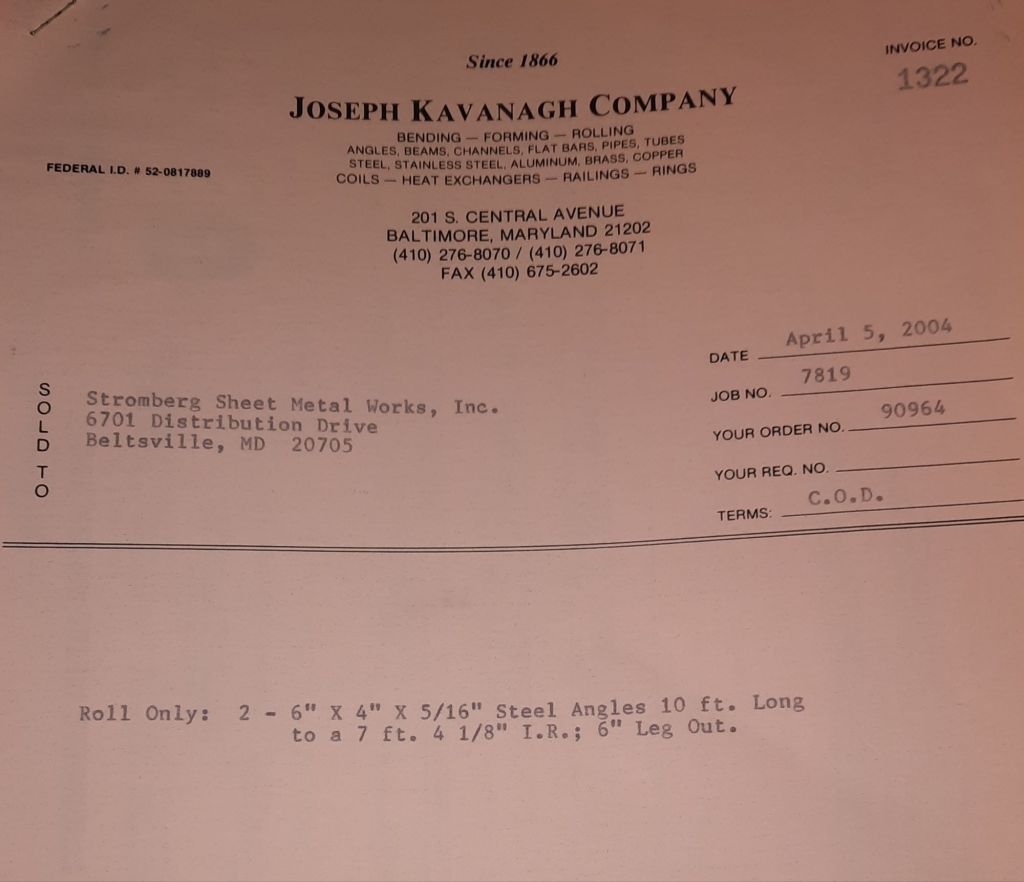 Since 1866
INVOICE NO.
1322
JOSEPH KAVANAGH COMPANY
BENDING — FORMING — ROLLING
ANGLES, BEAMS, CHANNELS, FLAT BARS, PIPES, TUBES
STEEL, STAINLESS STEEL, ALUMINUM, BRASS, COPPER
COILS — HEAT EXCHANGERS — RAILINGS — RINGS
FEDERAL I.D. # 52-0817889
201 S. CENTRAL AVENUE
BALTIMORE, MARYLAND 21202
(410) 276-8070 / (410) 276-8071
FAX (410) 675-2602
DATE April 5, 2004
JOB NO. 7819
YOUR ORDER NO. 90964
YOUR REQ. NO.
TERMS: C.O.D.
SOLD TO
Stromberg Sheet Metal Works, Inc.
6701 Distribution Drive
Beltsville, MD 20705
Roll Only: 2 - 6" X 4" X 5/16" Steel Angles 10 ft. Long
to a 7 ft. 4 1/8" I.R.; 6" Leg Out.